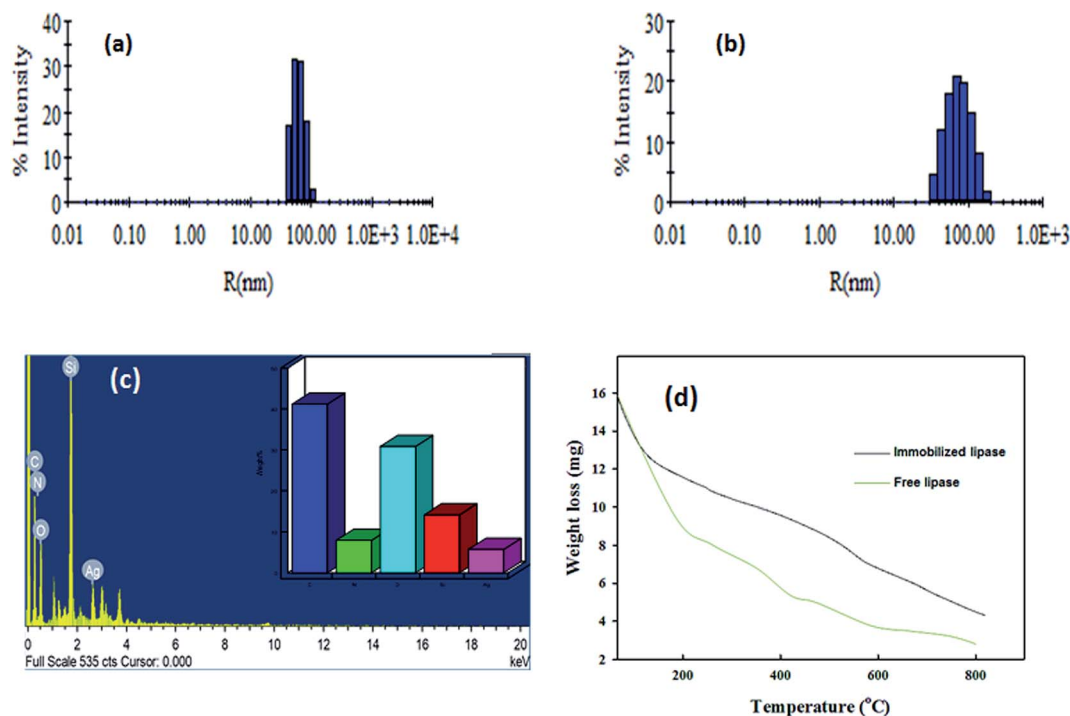 (a)
% Intensity
40
30
20
10
0
0.01 0.10 1.00 10.00 100.00 1.0E+3 1.0E+4
R(nm)
(b)
% Intensity
30
20
10
0
0.01 0.10 1.00 10.00 100.00 1.0E+3
R(nm)
(c)
Si
C
N
O
Ag
0 2 4 6 8 10 12 14 16 18 20
Full Scale 535 cts Cursor: 0.000 keV
Weight%
(d)
Weight loss (mg)
16
14
12
10
8
6
4
2
Immobilized lipase
Free lipase
200 400 600 800
Temperature (°C)